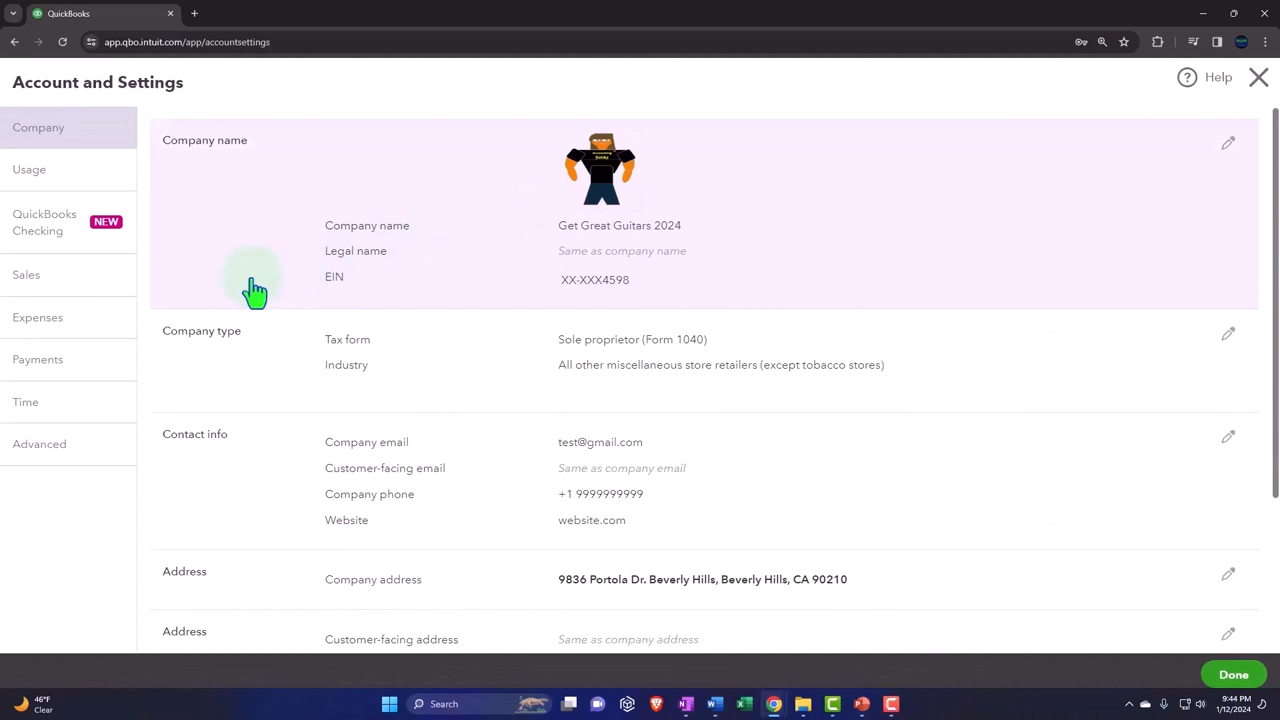 QuickBooks
app.qbo.intuit.com/app/accountsettings
Account and Settings
Help
Company
Usage
QuickBooks
Checking
NEW
Sales
Expenses
Payments
Time
Advanced
Company name
Company name Get Great Guitars 2024
Legal name Same as company name
EIN XX-XXX4598
Company type
Tax form Sole proprietor (Form 1040)
Industry All other miscellaneous store retailers (except tobacco stores)
Contact info
Company email test@gmail.com
Customer-facing email Same as company email
Company phone +1 9999999999
Website website.com
Address
Company address 9836 Portola Dr. Beverly Hills, Beverly Hills, CA 90210
Address
Customer-facing address Same as company address
Done
46°F
Clear
Search
9:44 PM
1/12/2024